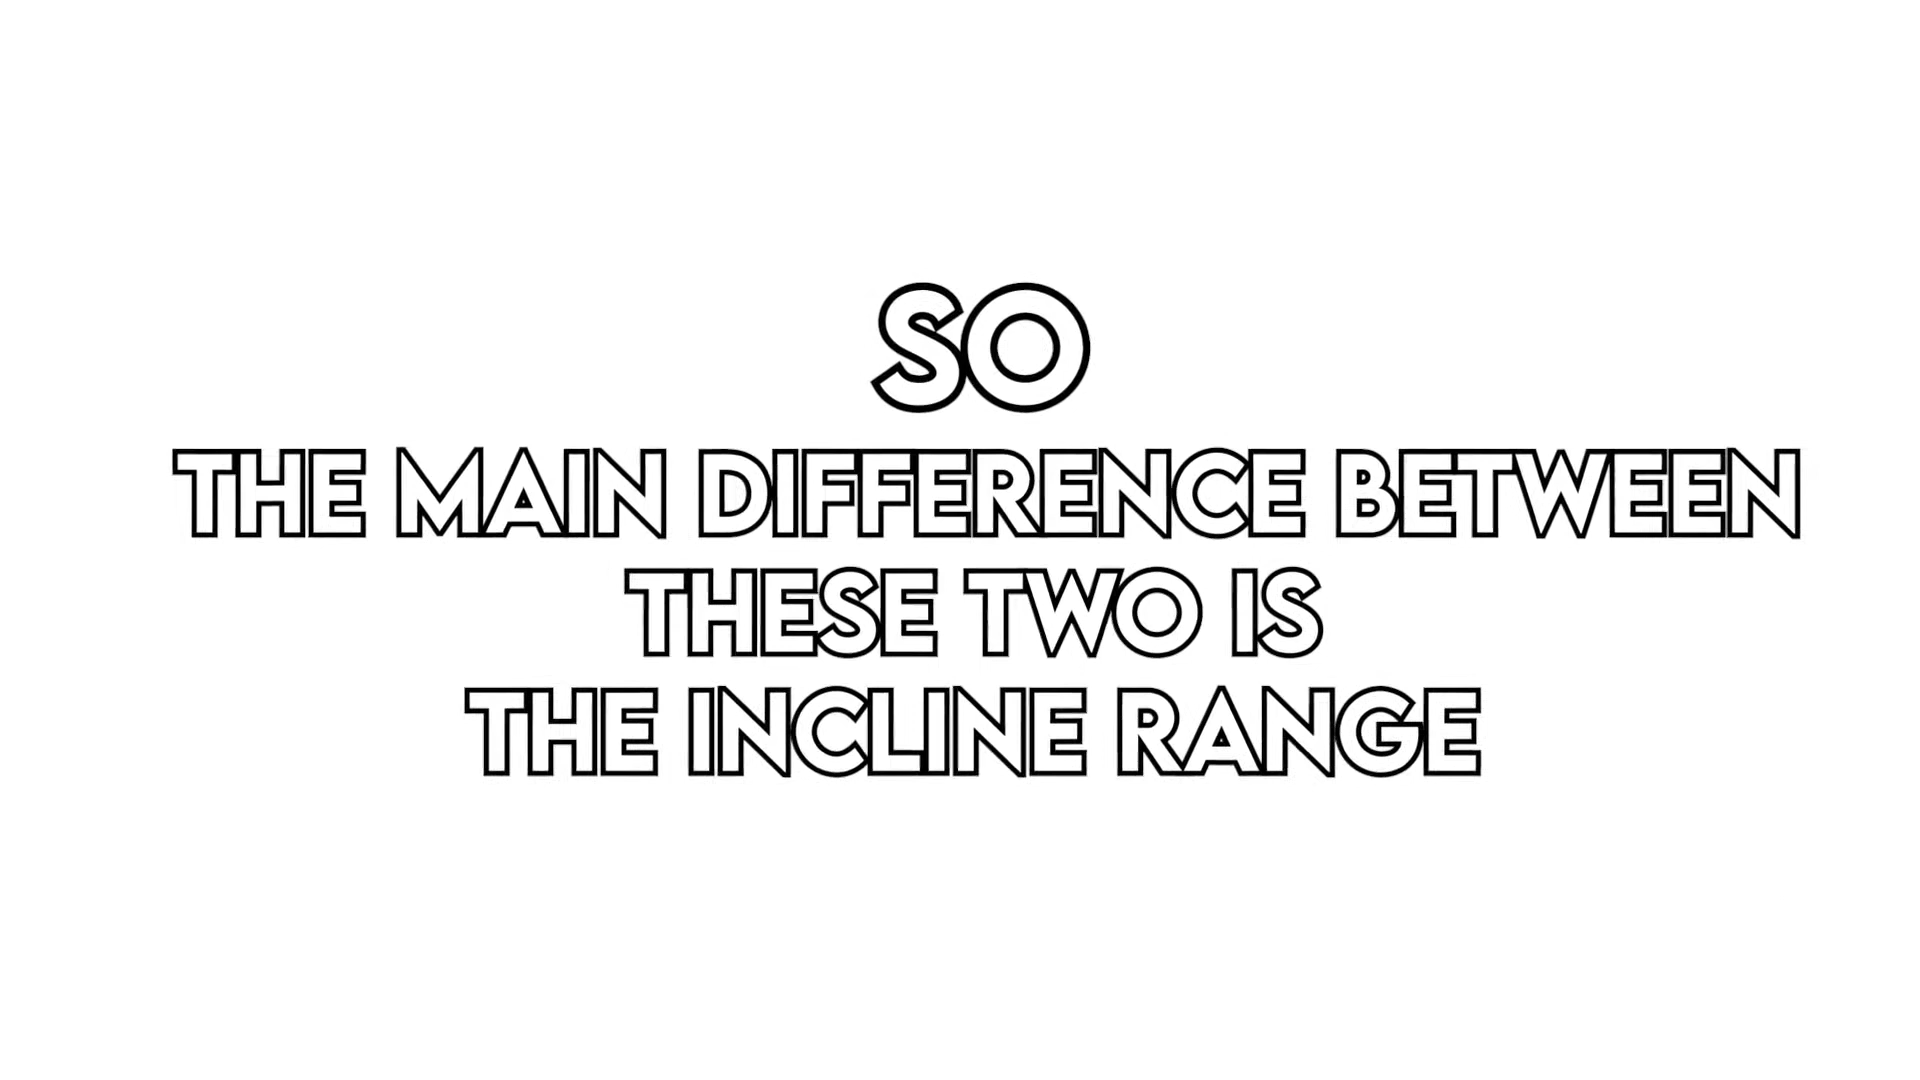 SO
THE MAIN DIFFERENCE BETWEEN
THESE TWO IS
THE INCLINE RANGE